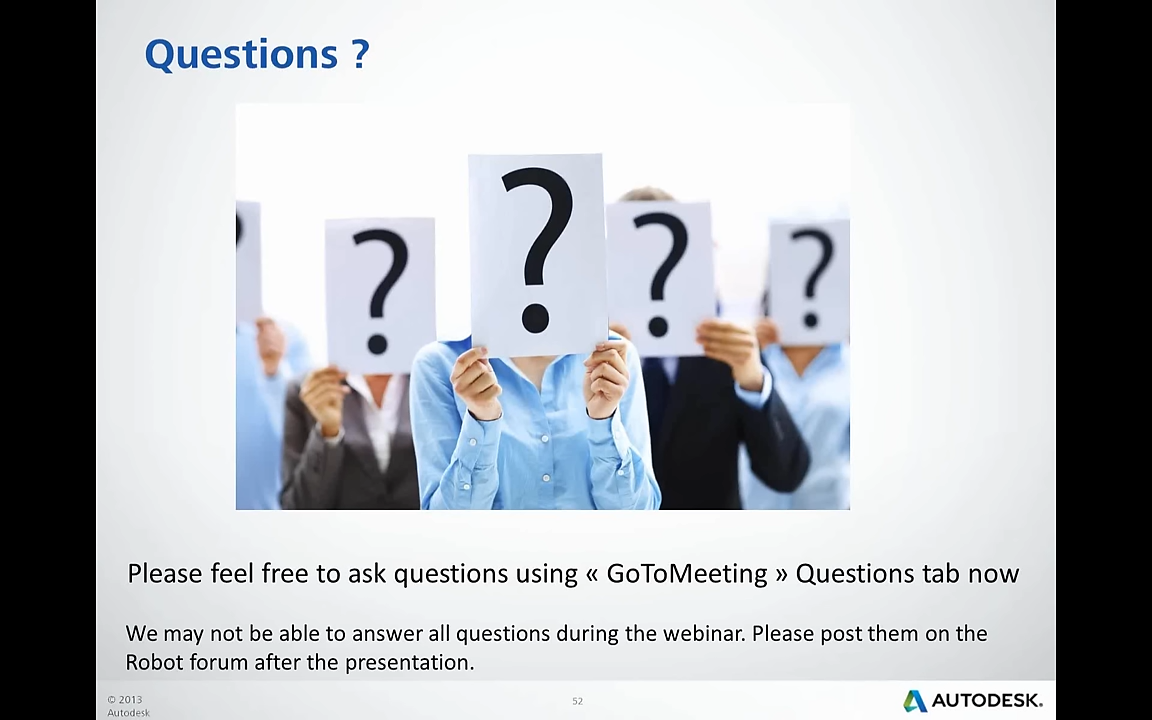 Questions ?
?
?
?
?
?
Please feel free to ask questions using « GoToMeeting » Questions tab now
We may not be able to answer all questions during the webinar. Please post them on the
Robot forum after the presentation.
© 2013
Autodesk
52
AUTODESK.